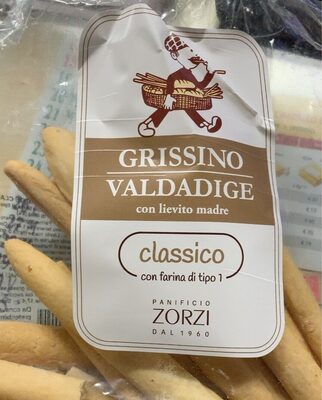 GRISSINO
VALDADIGE
con lievito madre
classico
con farina di tipo 1
PANIFICIO
ZORZI
DAL 1960